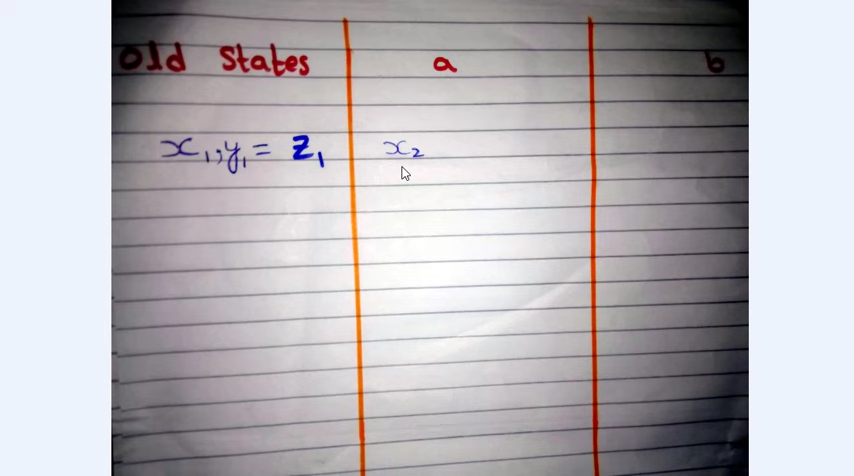 Old States a b
x₁,y₁ = Z₁ x₂